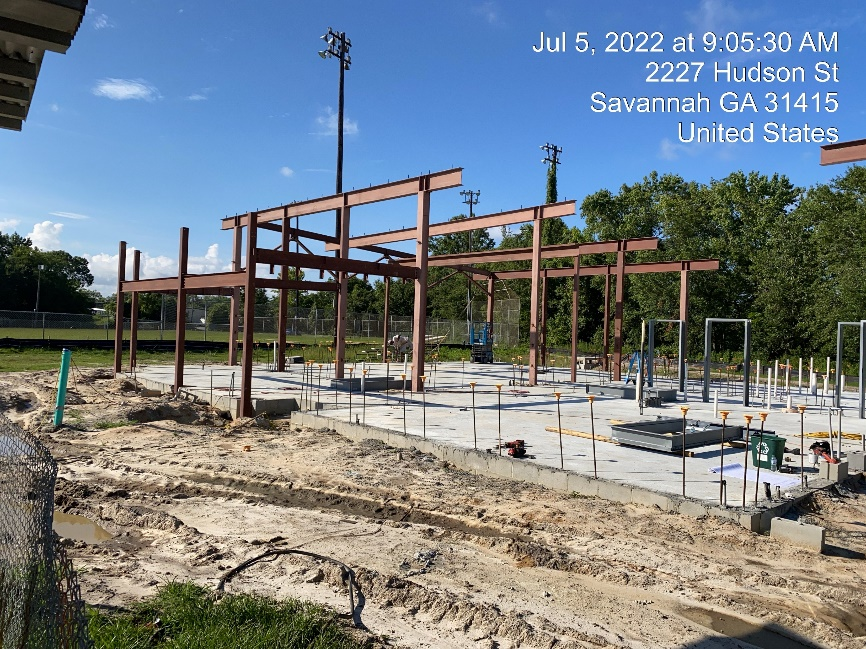 Jul 5, 2022 at 9:05:30 AM
2227 Hudson St
Savannah GA 31415
United States